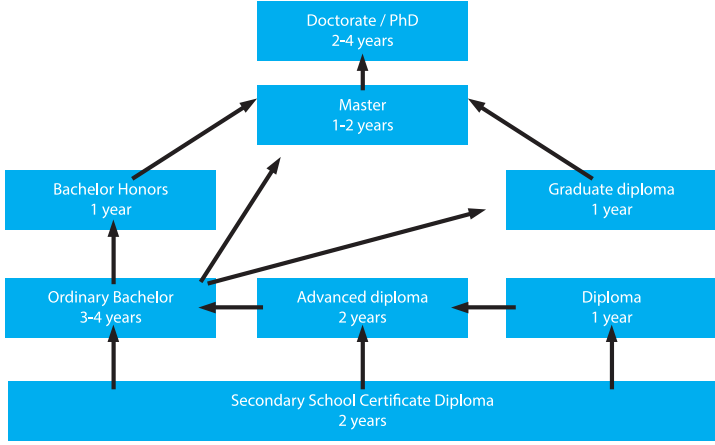 Doctorate / PhD
2-4 years
Master
1-2 years
Bachelor Honors
1 year
Graduate diploma
1 year
Ordinary Bachelor
3-4 years
Advanced diploma
2 years
Diploma
1 year
Secondary School Certificate Diploma
2 years